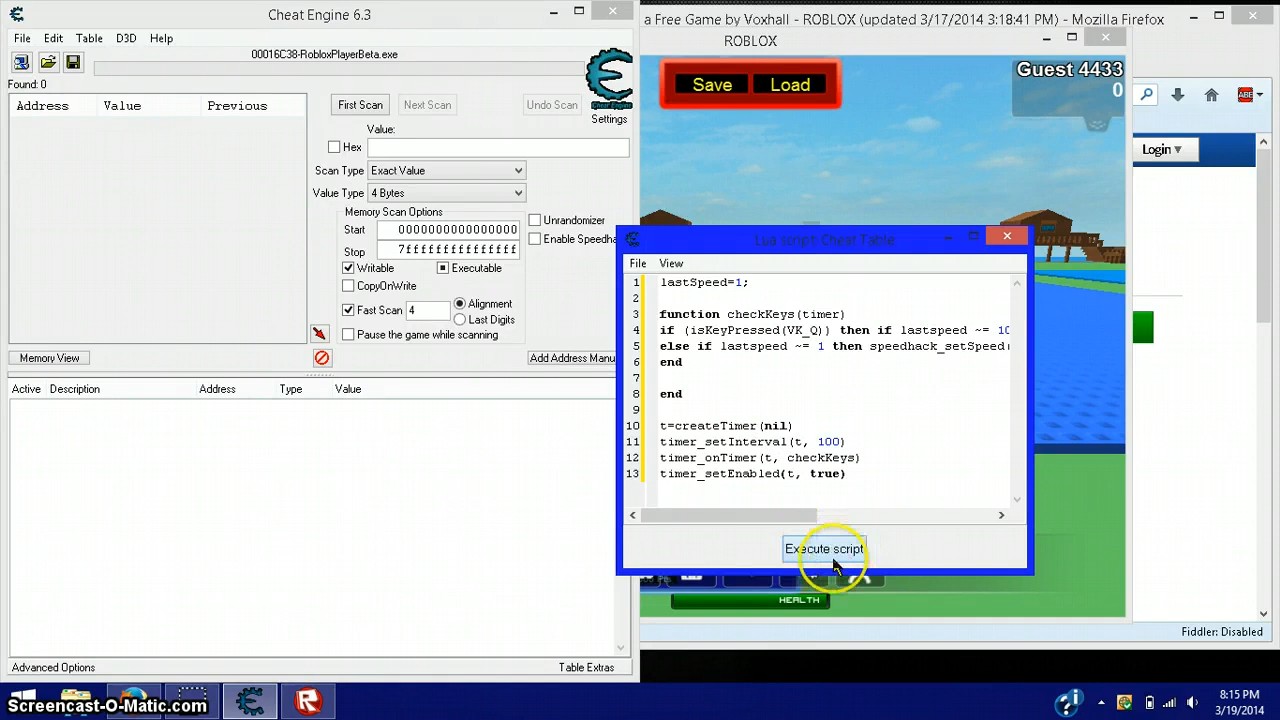 Cheat Engine 6.3
File Edit Table D3D Help
00016C38-RobloxPlayerBeta.exe
Found: 0
Address Value Previous
First Scan Next Scan Undo Scan
Cheat Engine
Settings
Value:
Hex
Scan Type Exact Value
Value Type 4 Bytes
Memory Scan Options
Start 0000000000000000
Stop 7fffffffffffffff
Writable Executable
CopyOnWrite
Fast Scan 4 Alignment
Last Digits
Pause the game while scanning
Unrandomizer
Enable Speedha
Memory View
Add Address Manu
Active Description Address Type Value
Advanced Options
Table Extras
a Free Game by Voxhall - ROBLOX (updated 3/17/2014 3:18:41 PM) - Mozilla Firefox
ROBLOX
Save Load
Guest 4433
0
ABP
Login
Lua script: Cheat Table
File View
1 lastSpeed=1;
2
3 function checkKeys(timer)
4 if (isKeyPressed(VK_Q)) then if lastspeed ~= 10
5 else if lastspeed ~= 1 then speedhack_setSpeed(
6 end
7
8 end
9
10 t=createTimer(nil)
11 timer_setInterval(t, 100)
12 timer_onTimer(t, checkKeys)
13 timer_setEnabled(t, true)
Execute script
HEALTH
Fiddler: Disabled
Screencast-O-Matic.com
8:15 PM
3/19/2014